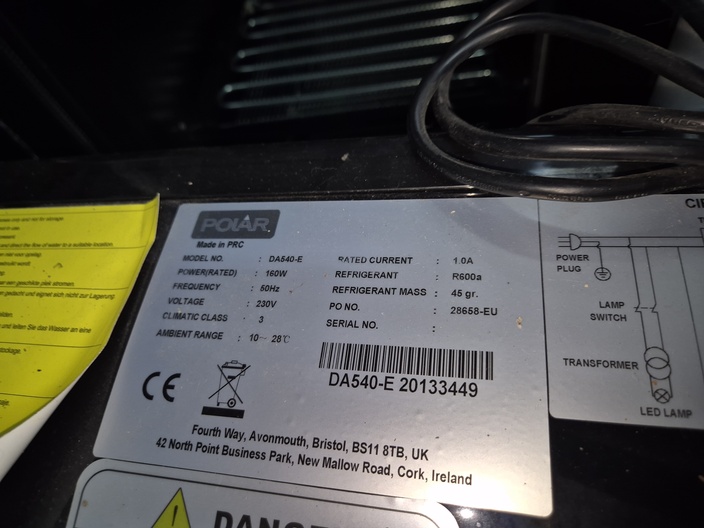 POLAR
Made in PRC
MODEL NO. : DA540-E
POWER(RATED) : 160W
FREQUENCY : 50Hz
VOLTAGE : 230V
CLIMATIC CLASS : 3
AMBIENT RANGE : 10~28℃
RATED CURRENT : 1.0A
REFRIGERANT : R600a
REFRIGERANT MASS : 45 gr.
PO NO. : 28658-EU
SERIAL NO. :
DA540-E 20133449
CE
Fourth Way, Avonmouth, Bristol, BS11 8TB, UK
42 North Point Business Park, New Mallow Road, Cork, Ireland
POWER
PLUG
LAMP
SWITCH
TRANSFORMER
LED LAMP
DANGER